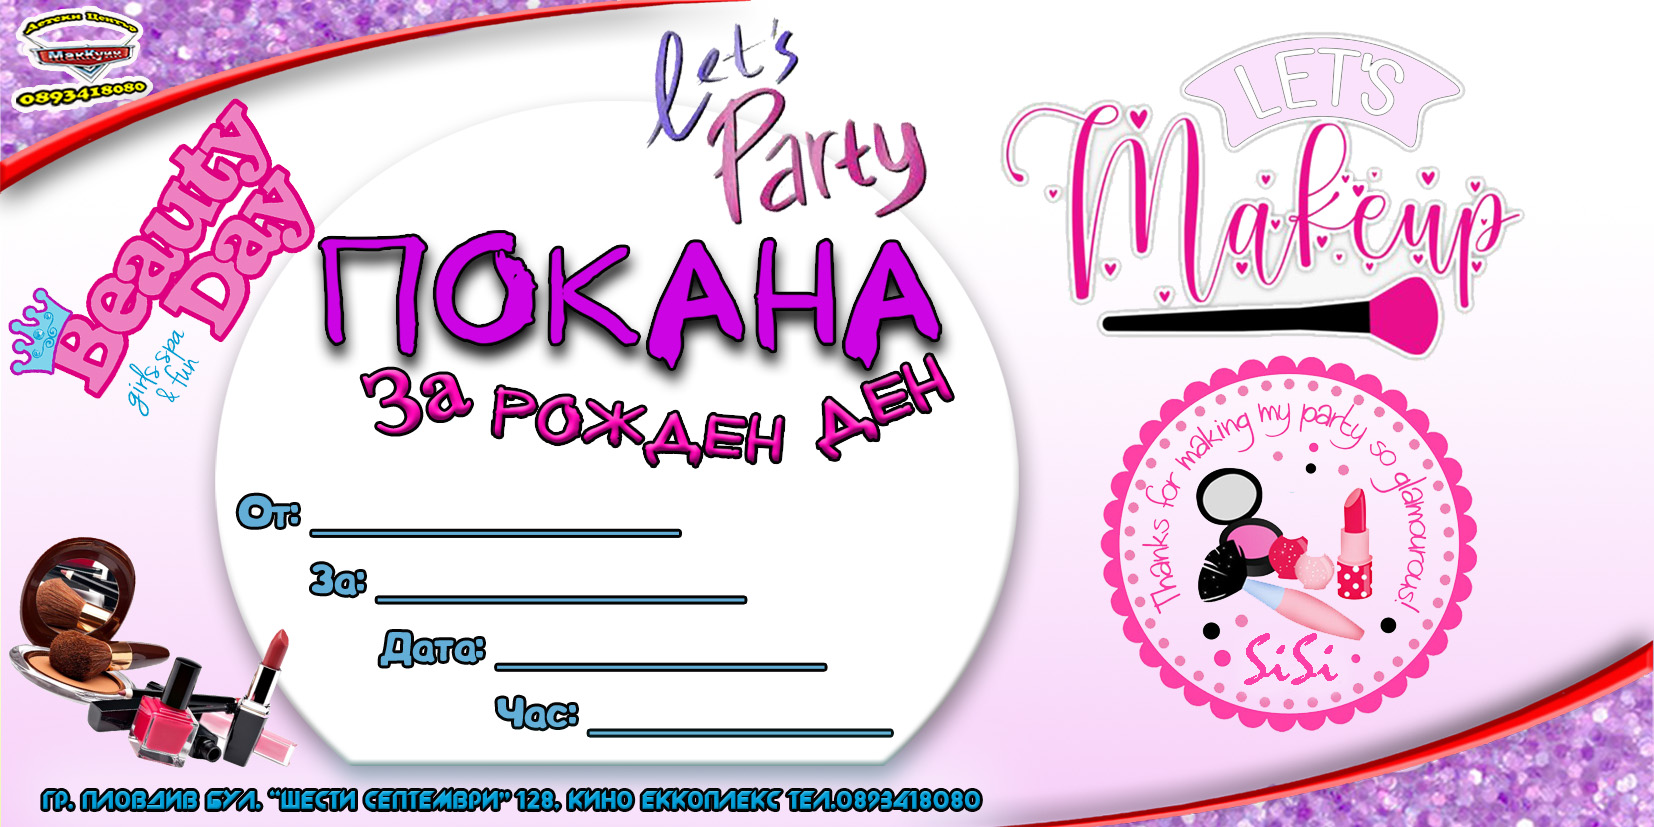 Детски Център
МакКуин
0893418080
Let's
Party
LET'S
Makeup
Beauty
Day
girls spa
& fun
ПОКАНА
За РОЖДЕН ДЕН
От:
За:
Дата:
Час:
Thanks for making my party so glamourous!
SiSi
ГР. ПЛОВДИВ БУЛ. "ШЕСТИ СЕПТЕМВРИ" 128, КИНО ЕККОПЛЕКС ТЕЛ.0893418080